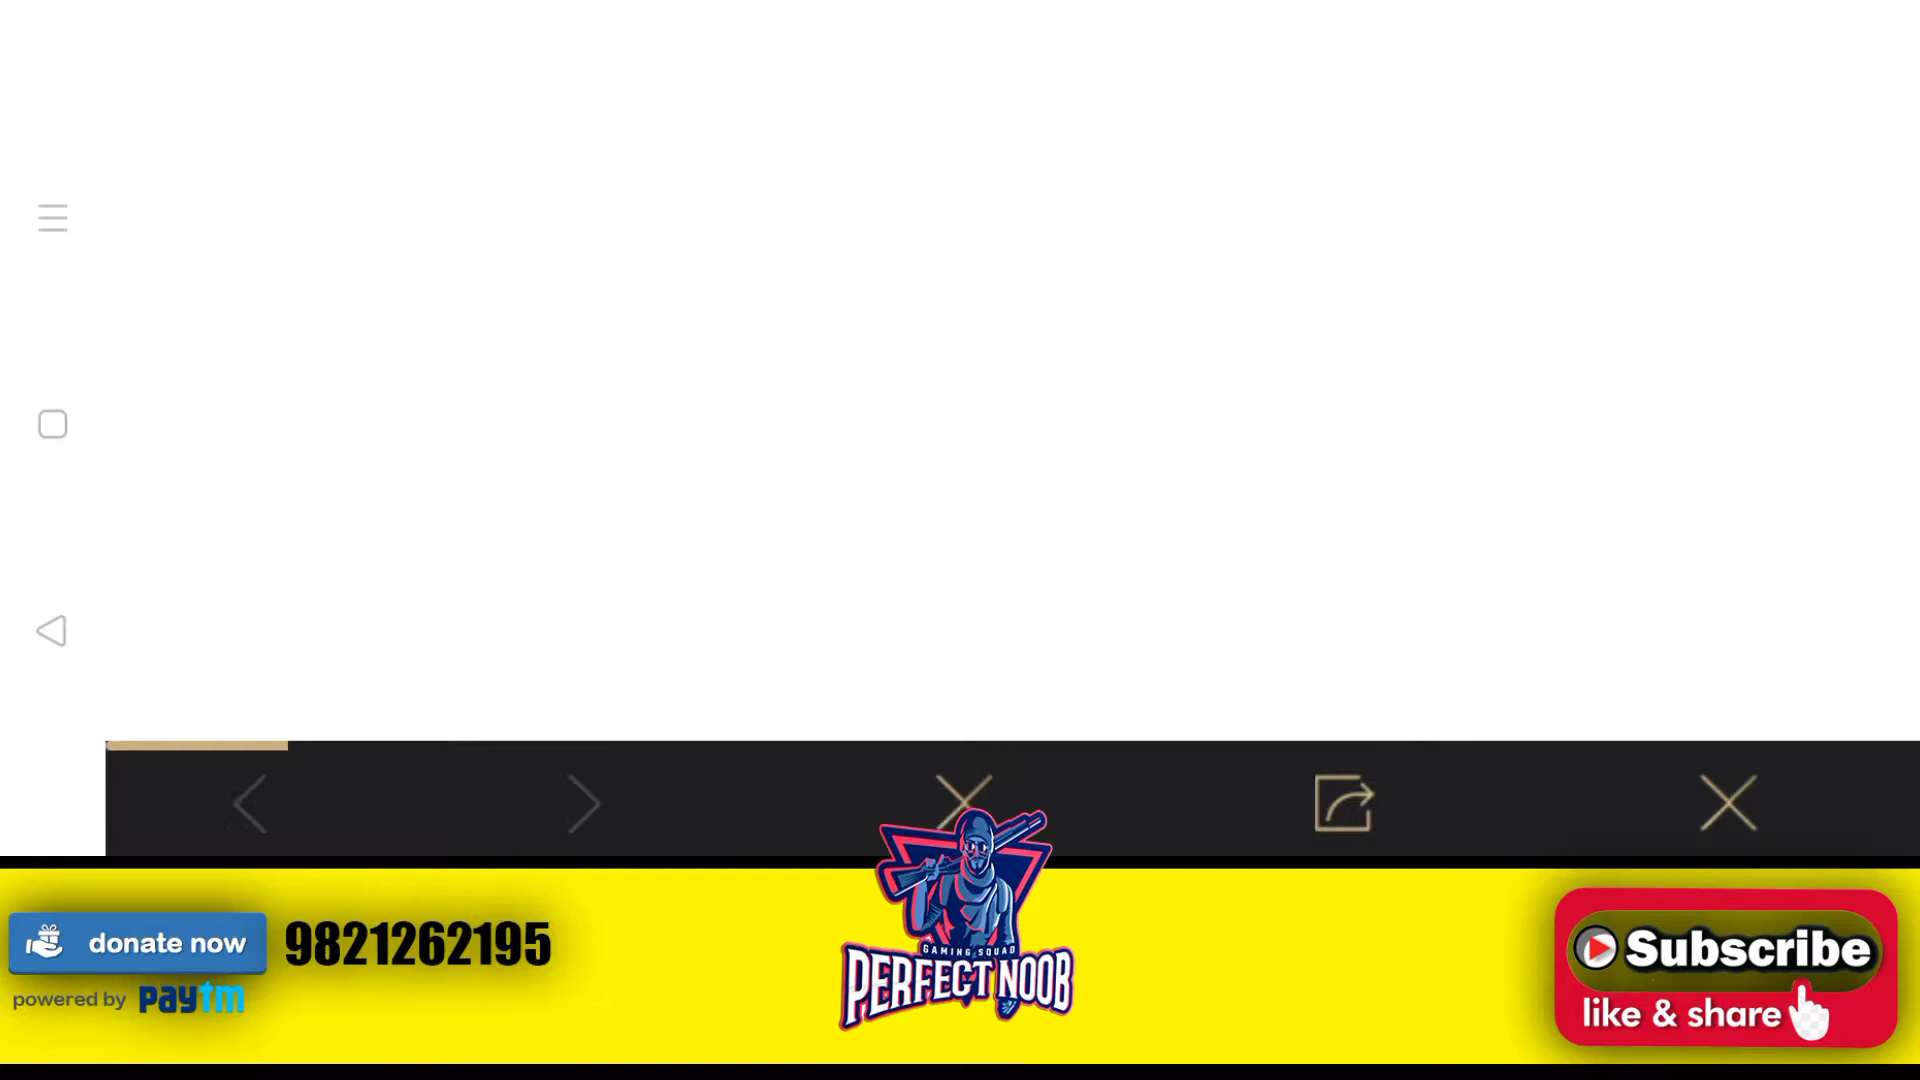 donate now
9821262195
powered by paytm
GAMING SQUAD
PERFECT NOOB
Subscribe
like & share